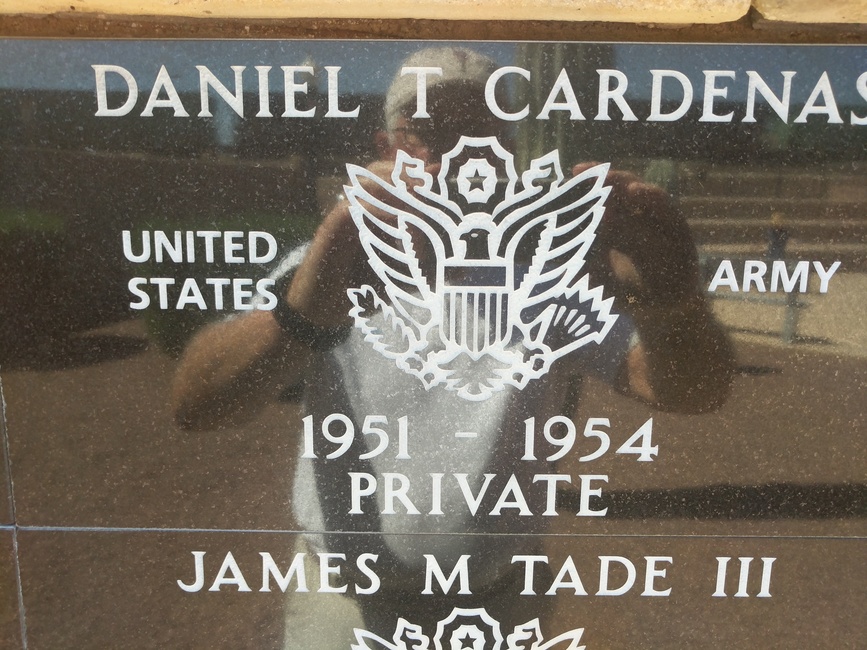 DANIEL T CARDENAS
UNITED
STATES
ARMY
1951 - 1954
PRIVATE
JAMES M TADE III